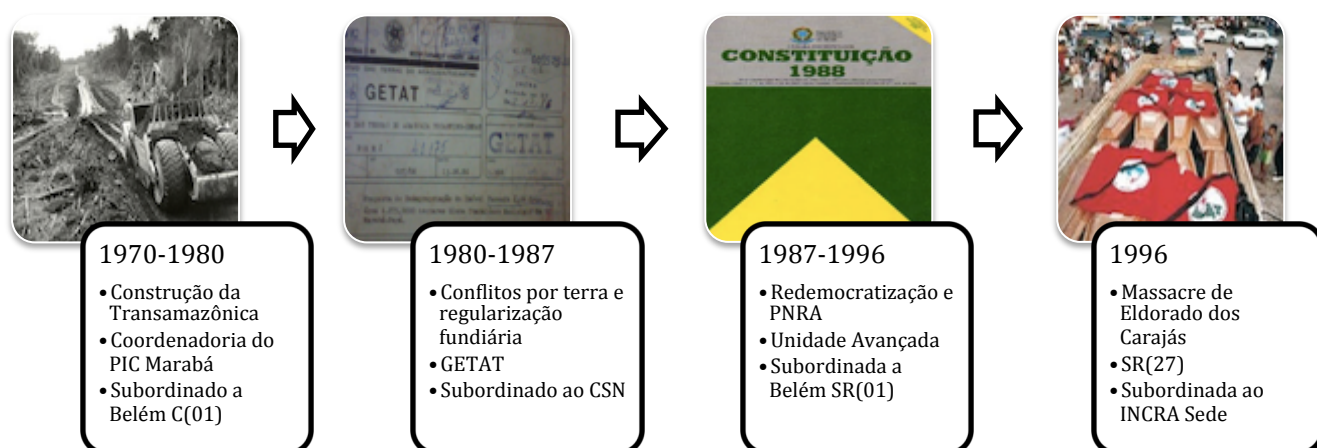 GETAT
GETAT
CONSTITUIÇÃO
1988
1970-1980
• Construção da
Transamazônica
• Coordenadoria do
PIC Marabá
• Subordinado a
Belém C(01)
1980-1987
• Conflitos por terra e
regularização
fundiária
• GETAT
• Subordinado ao CSN
1987-1996
• Redemocratização e
PNRA
• Unidade Avançada
• Subordinada a
Belém SR(01)
1996
• Massacre de
Eldorado dos
Carajás
• SR(27)
• Subordinada ao
INCRA Sede